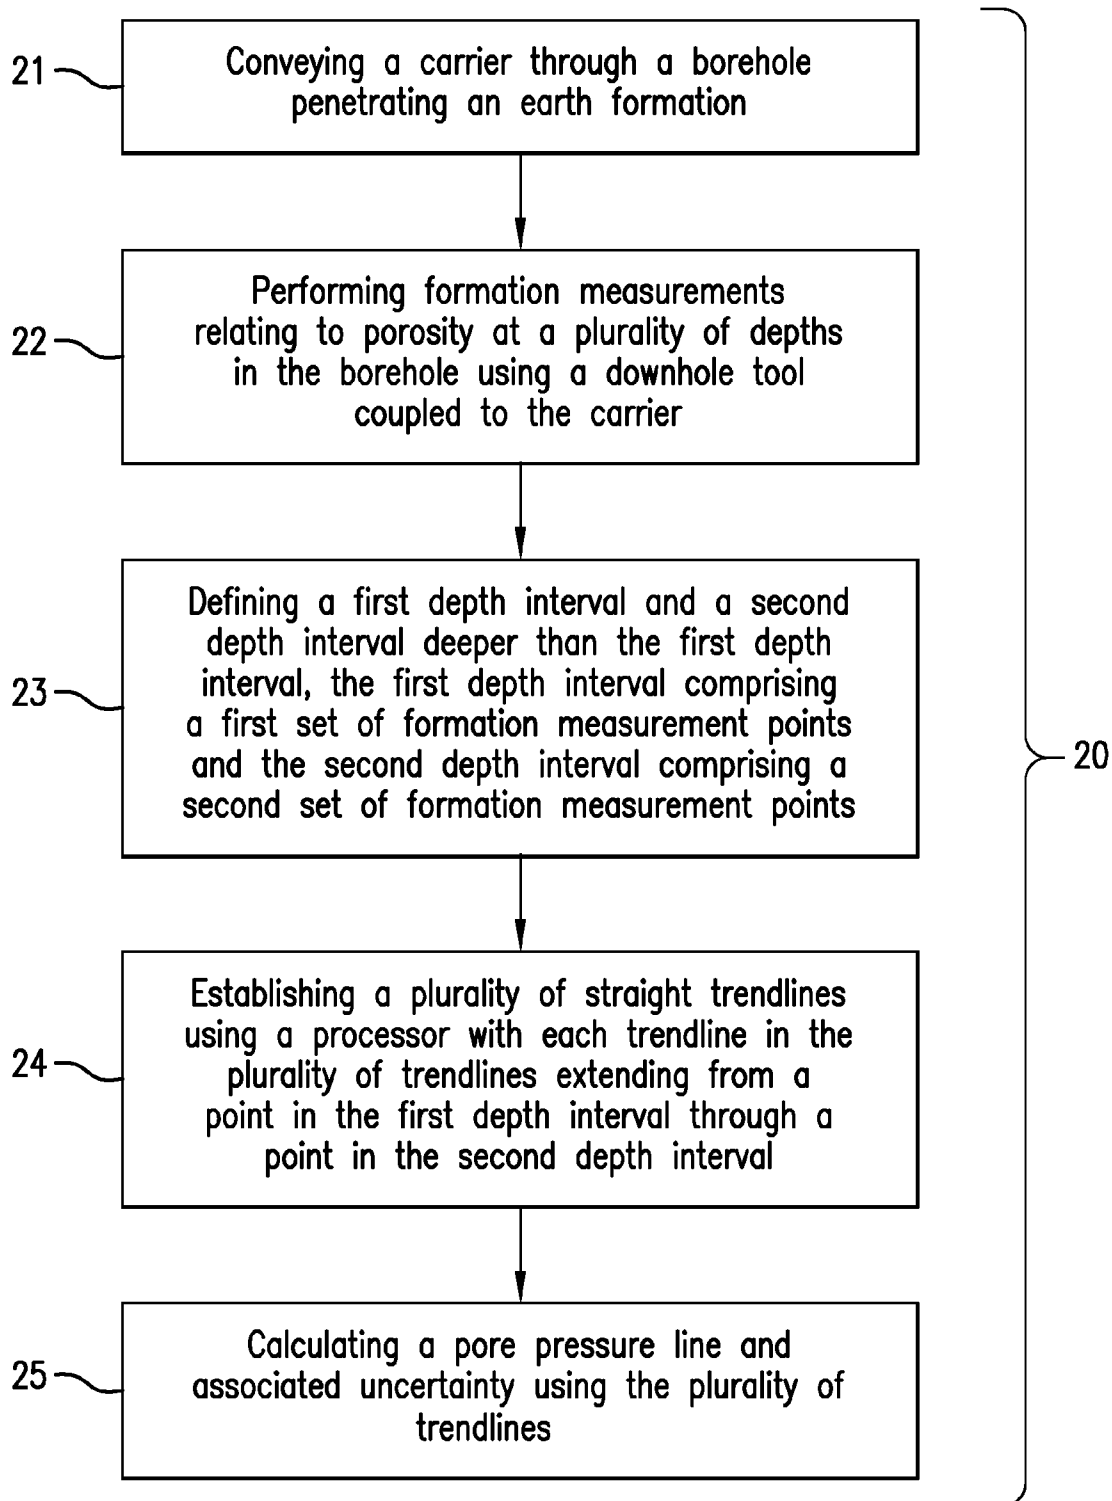 21
Conveying a carrier through a borehole
penetrating an earth formation
22
Performing formation measurements
relating to porosity at a plurality of depths
in the borehole using a downhole tool
coupled to the carrier
23
Defining a first depth interval and a second
depth interval deeper than the first depth
interval, the first depth interval comprising
a first set of formation measurement points
and the second depth interval comprising a
second set of formation measurement points
20
24
Establishing a plurality of straight trendlines
using a processor with each trendline in the
plurality of trendlines extending from a
point in the first depth interval through a
point in the second depth interval
25
Calculating a pore pressure line and
associated uncertainty using the plurality of
trendlines